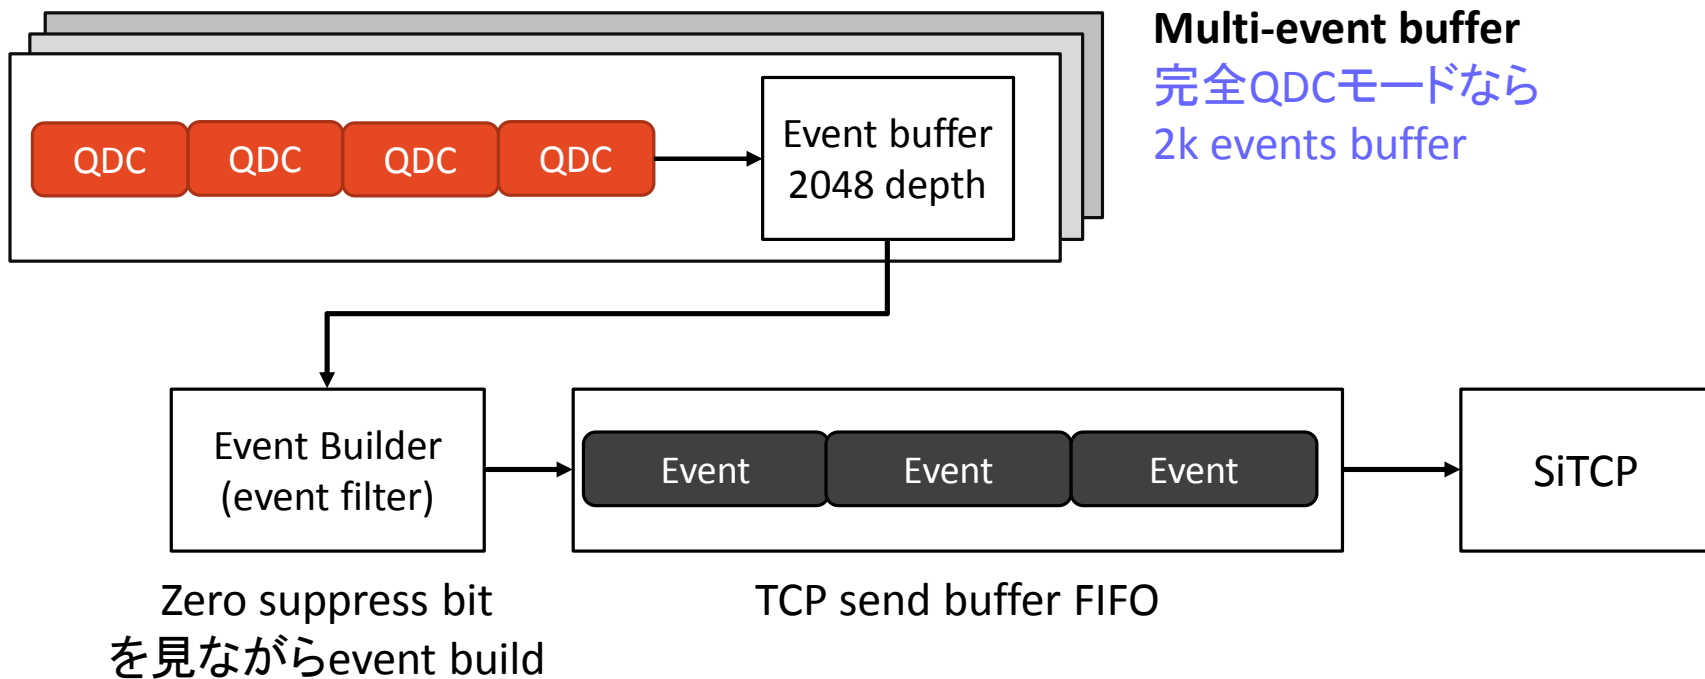 Multi-event buffer
完全QDCモードなら
2k events buffer
QDC QDC QDC QDC
Event buffer
2048 depth
Event Builder
(event filter)
Event Event Event
SiTCP
Zero suppress bit
を見ながらevent build
TCP send buffer FIFO